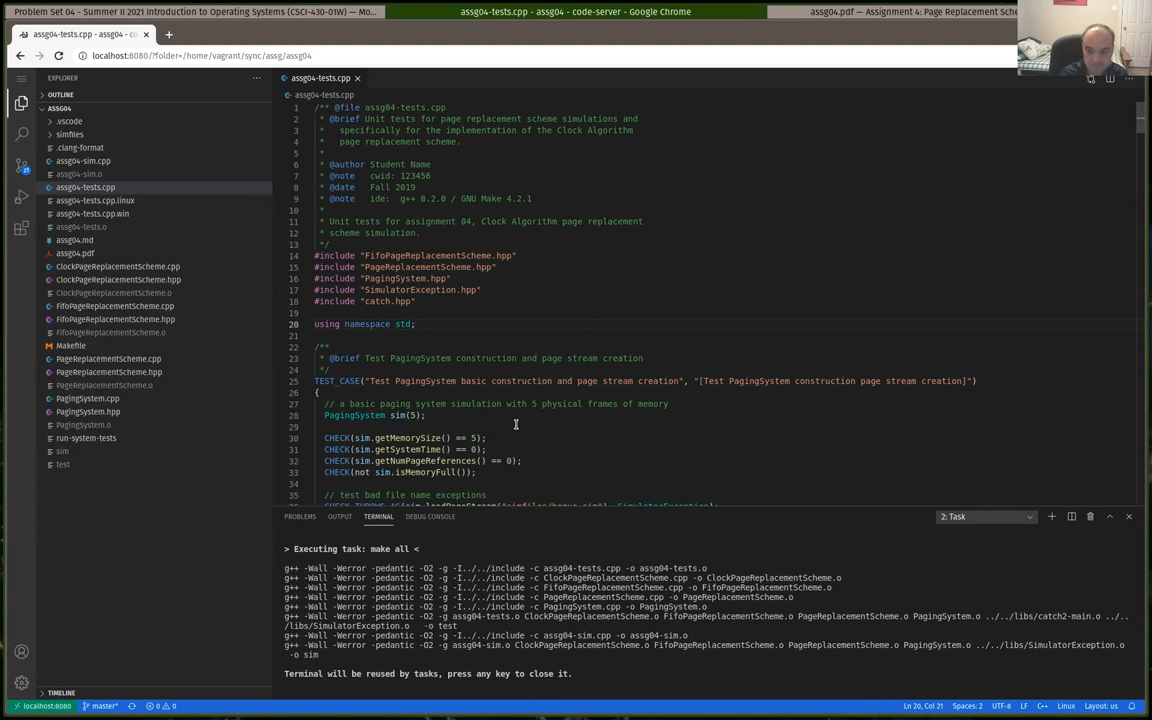 Problem Set 04 - Summer II 2021 Introduction to Operating Systems (CSCI-430-01W) — Mo...
assg04-tests.cpp - assg04 - code-server - Google Chrome
assg04.pdf — Assignment 4: Page Replacement Sche
assg04-tests.cpp - assg04 - co
localhost:8080/?folder=/home/vagrant/sync/assg/assg04
EXPLORER
OUTLINE
ASSG04
.vscode
simfiles
.clang-format
assg04-sim.cpp
assg04-sim.o
assg04-tests.cpp
assg04-tests.cpp.linux
assg04-tests.cpp.win
assg04-tests.o
assg04.md
assg04.pdf
ClockPageReplacementScheme.cpp
ClockPageReplacementScheme.hpp
ClockPageReplacementScheme.o
FifoPageReplacementScheme.cpp
FifoPageReplacementScheme.hpp
FifoPageReplacementScheme.o
Makefile
PageReplacementScheme.cpp
PageReplacementScheme.hpp
PageReplacementScheme.o
PagingSystem.cpp
PagingSystem.hpp
PagingSystem.o
run-system-tests
sim
test
TIMELINE
21
assg04-tests.cpp
assg04-tests.cpp
1 /** @file assg04-tests.cpp
2 * @brief Unit tests for page replacement scheme simulations and
3 * specifically for the implementation of the Clock Algorithm
4 * page replacement scheme.
5 *
6 * @author Student Name
7 * @note cwid: 123456
8 * @date Fall 2019
9 * @note ide: g++ 8.2.0 / GNU Make 4.2.1
10 *
11 * Unit tests for assignment 04, Clock Algorithm page replacement
12 * scheme simulation.
13 */
14 #include "FifoPageReplacementScheme.hpp"
15 #include "PageReplacementScheme.hpp"
16 #include "PagingSystem.hpp"
17 #include "SimulatorException.hpp"
18 #include "catch.hpp"
19
20 using namespace std;
21
22 /**
23 * @brief Test PagingSystem construction and page stream creation
24 */
25 TEST_CASE("Test PagingSystem basic construction and page stream creation", "[Test PagingSystem construction page stream creation]")
26 {
27 // a basic paging system simulation with 5 physical frames of memory
28 PagingSystem sim(5);
29
30 CHECK(sim.getMemorySize() == 5);
31 CHECK(sim.getSystemTime() == 0);
32 CHECK(sim.getNumPageReferences() == 0);
33 CHECK(not sim.isMemoryFull());
34
35 // test bad file name exceptions
36 CHECK_THROWS_AS(sim.loadPageStream("simfiles/bogus.sim"), SimulatorException);
PROBLEMS OUTPUT TERMINAL DEBUG CONSOLE
2: Task
> Executing task: make all <
g++ -Wall -Werror -pedantic -O2 -g -I../../include -c assg04-tests.cpp -o assg04-tests.o
g++ -Wall -Werror -pedantic -O2 -g -I../../include -c ClockPageReplacementScheme.cpp -o ClockPageReplacementScheme.o
g++ -Wall -Werror -pedantic -O2 -g -I../../include -c FifoPageReplacementScheme.cpp -o FifoPageReplacementScheme.o
g++ -Wall -Werror -pedantic -O2 -g -I../../include -c PageReplacementScheme.cpp -o PageReplacementScheme.o
g++ -Wall -Werror -pedantic -O2 -g -I../../include -c PagingSystem.cpp -o PagingSystem.o
g++ -Wall -Werror -pedantic -O2 -g assg04-tests.o ClockPageReplacementScheme.o FifoPageReplacementScheme.o PageReplacementScheme.o PagingSystem.o ../../libs/catch2-main.o ../..
/libs/SimulatorException.o -o test
g++ -Wall -Werror -pedantic -O2 -g -I../../include -c assg04-sim.cpp -o assg04-sim.o
g++ -Wall -Werror -pedantic -O2 -g assg04-sim.o ClockPageReplacementScheme.o FifoPageReplacementScheme.o PageReplacementScheme.o PagingSystem.o ../../libs/SimulatorException.o
-o sim
Terminal will be reused by tasks, press any key to close it.
localhost:8080 master* 0 0 Ln 20, Col 21 Spaces: 2 UTF-8 LF C++ Linux Layout: us